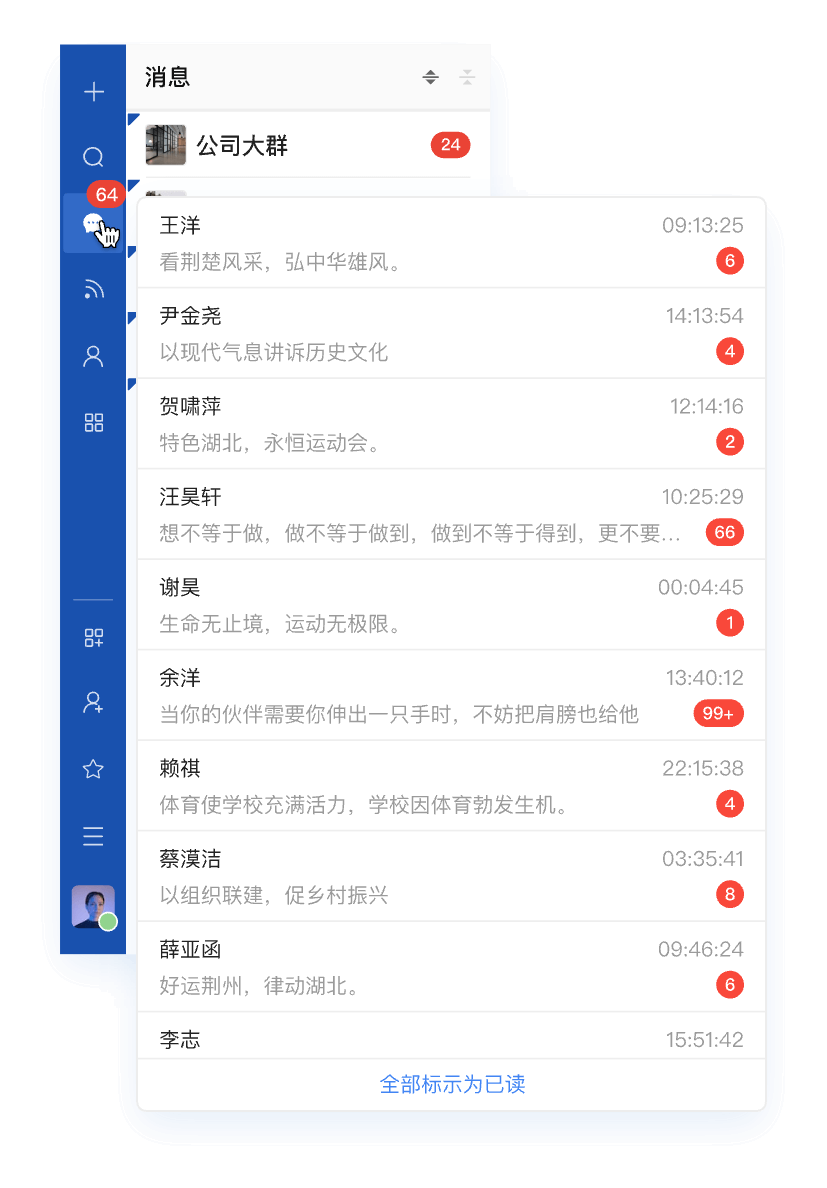 消息
公司大群
24
64
王洋
09:13:25
看荆楚风采，弘中华雄风。
6
尹金尧
14:13:54
以现代气息讲诉历史文化
4
贺啸萍
12:14:16
特色湖北，永恒运动会。
2
汪昊轩
10:25:29
想不等于做，做不等于做到，做到不等于得到，更不要…
66
谢昊
00:04:45
生命无止境，运动无极限。
1
余洋
13:40:12
当你的伙伴需要你伸出一只手时，不妨把肩膀也给他
99+
赖祺
22:15:38
体育使学校充满活力，学校因体育勃发生机。
4
蔡漠洁
03:35:41
以组织联建，促乡村振兴
8
薛亚函
09:46:24
好运荆州，律动湖北。
6
李志
15:51:42
全部标示为已读